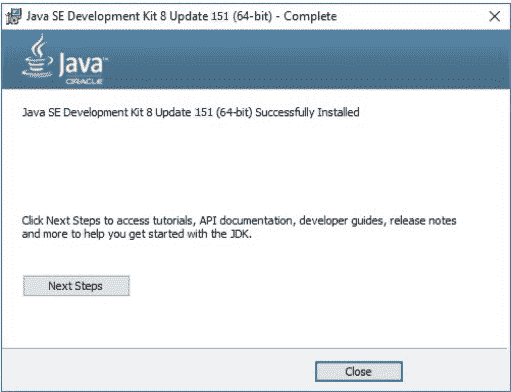 Java SE Development Kit 8 Update 151 (64-bit) - Complete
Java
ORACLE
Java SE Development Kit 8 Update 151 (64-bit) Successfully Installed
Click Next Steps to access tutorials, API documentation, developer guides, release notes
and more to help you get started with the JDK.
Next Steps
Close